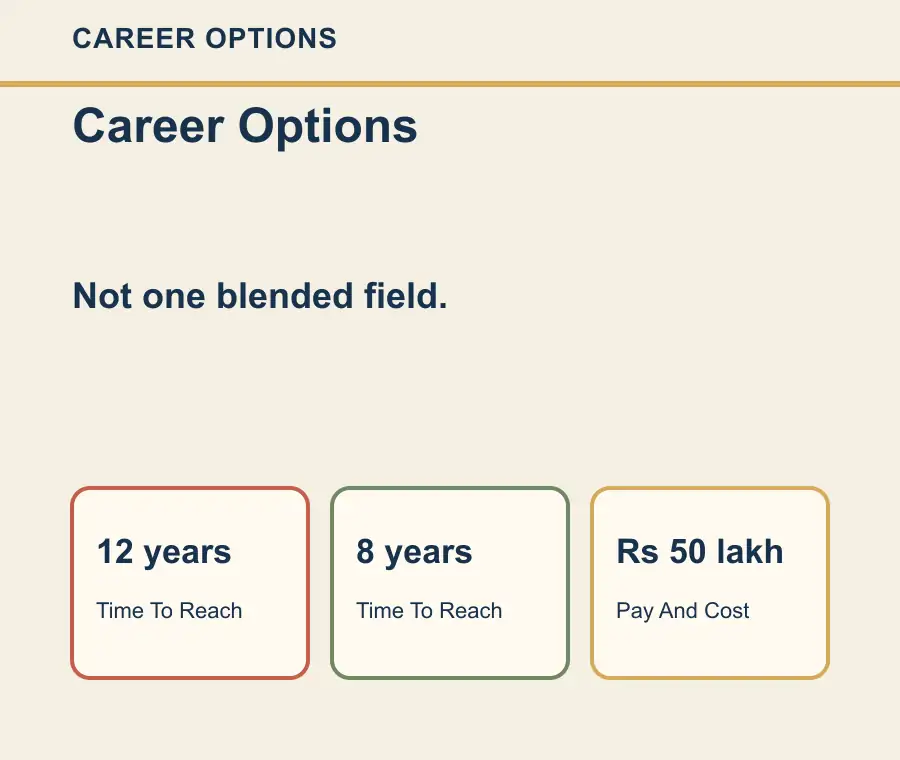 CAREER OPTIONS
Career Options
Not one blended field.
12 years
Time To Reach
8 years
Time To Reach
Rs 50 lakh
Pay And Cost